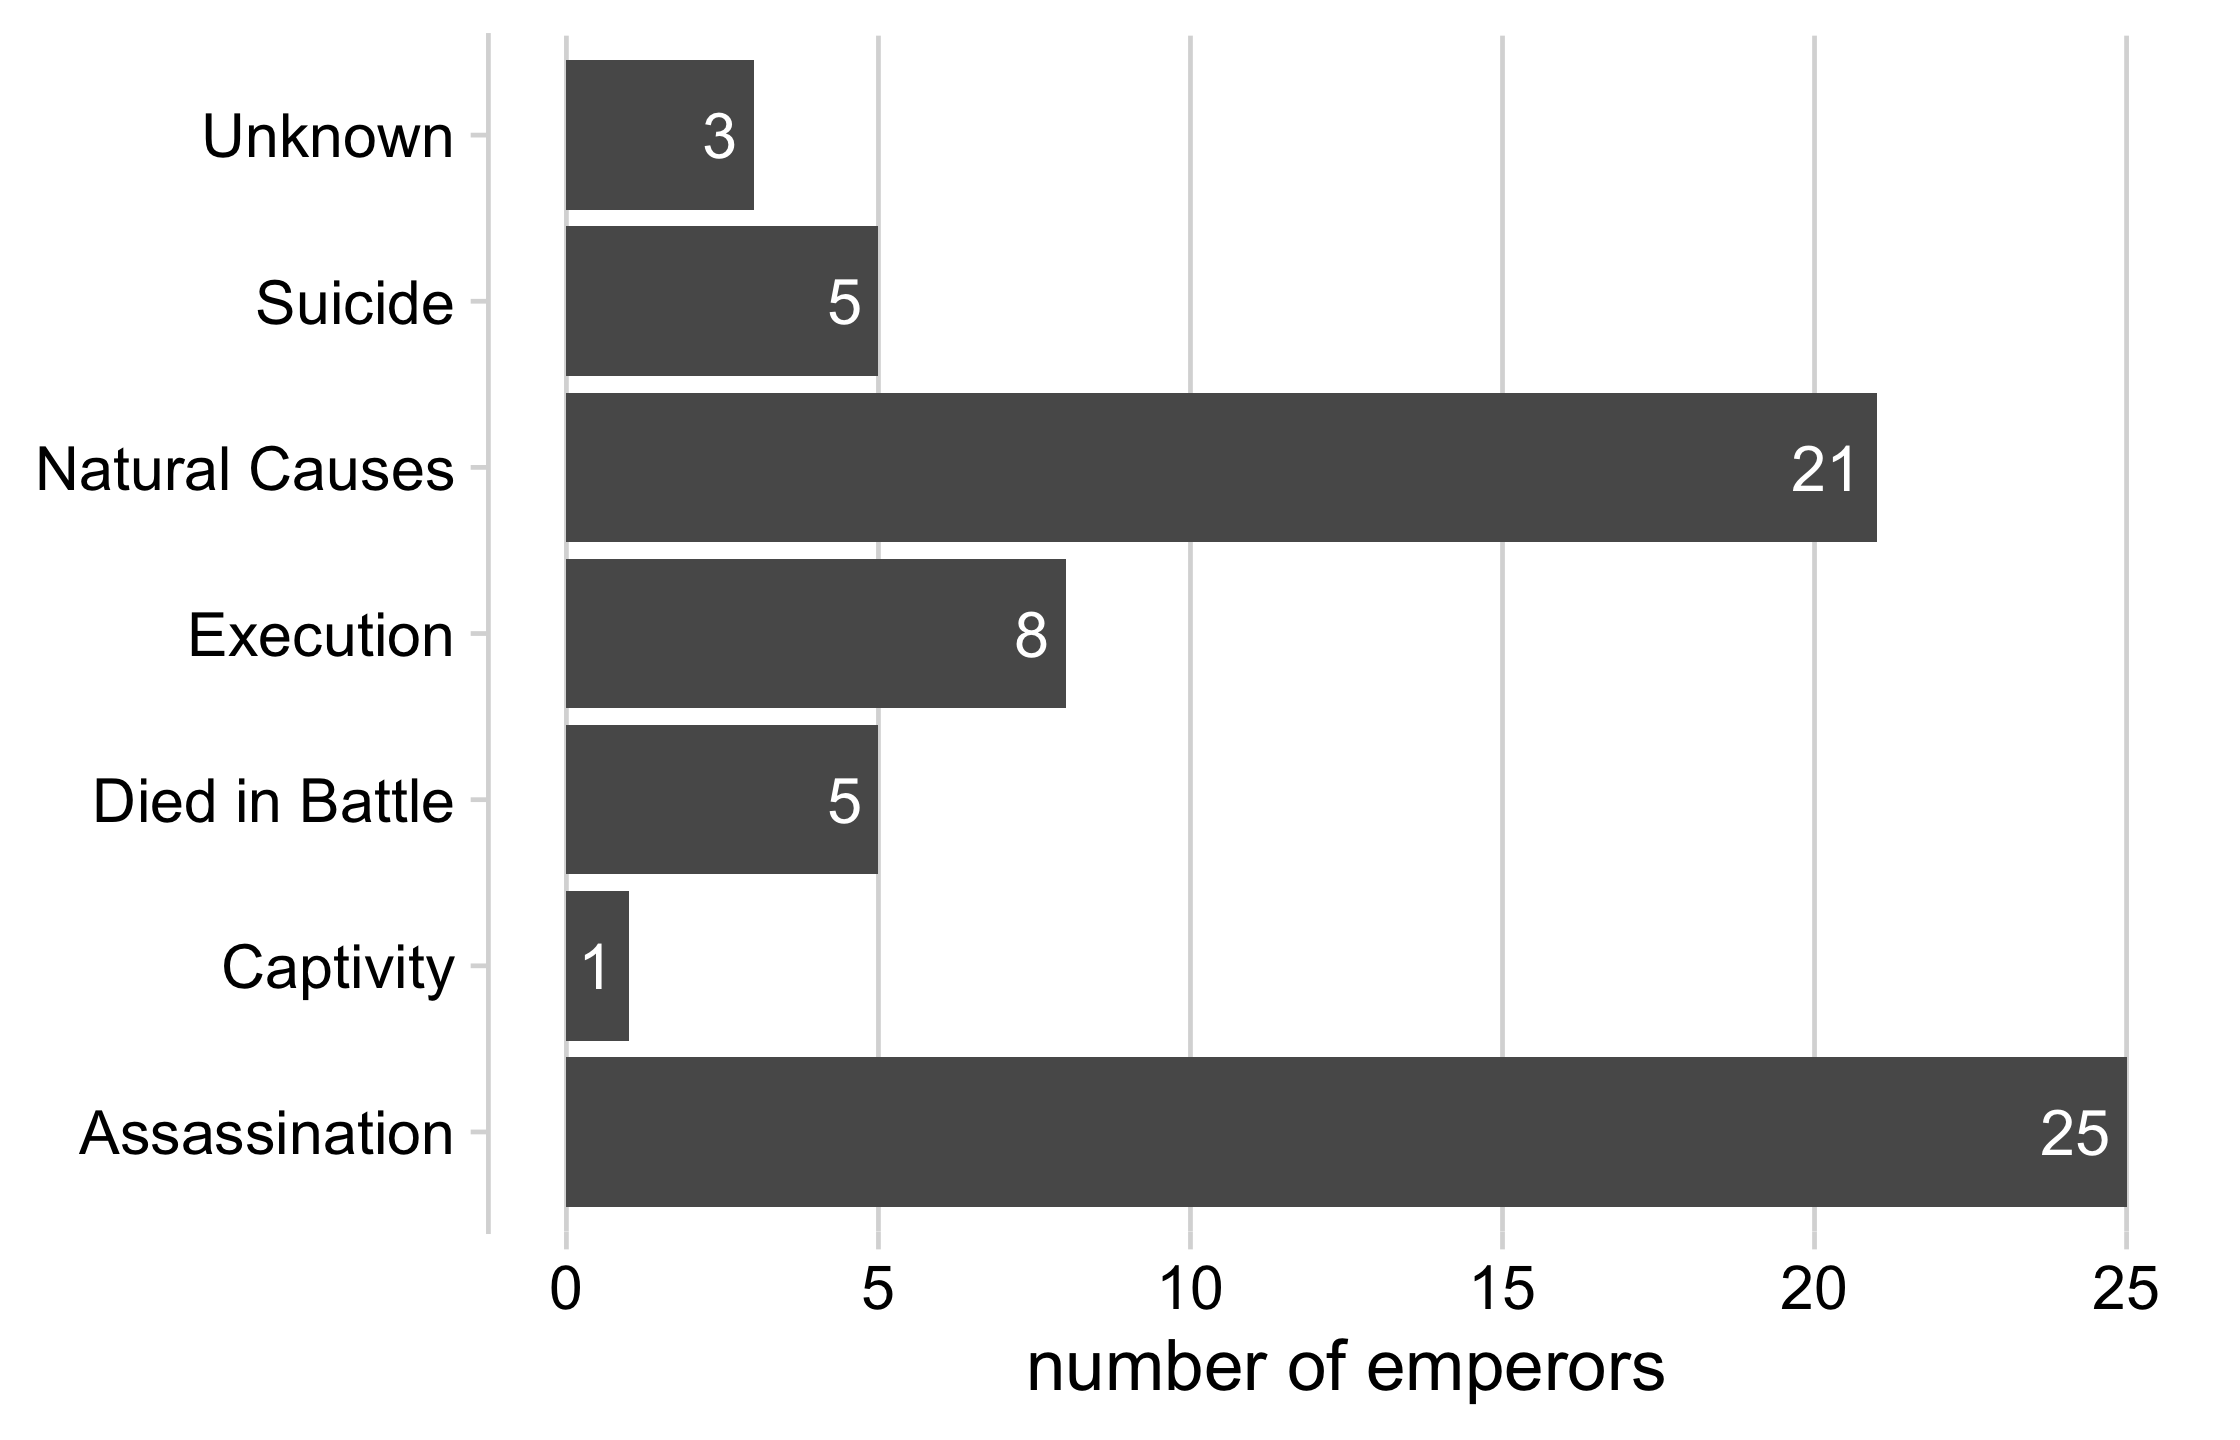 Unknown 3
Suicide 5
Natural Causes 21
Execution 8
Died in Battle 5
Captivity 1
Assassination 25
0 5 10 15 20 25
number of emperors